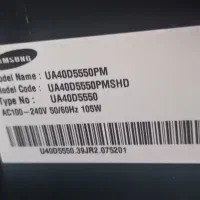 SAMSUNG
Model Name : UA40D5550PM
Model Code : UA40D5550PMSHD
Type No : UA40D5550
AC100-240V 50/60Hz 105W
U40D5550.39JR2.075201